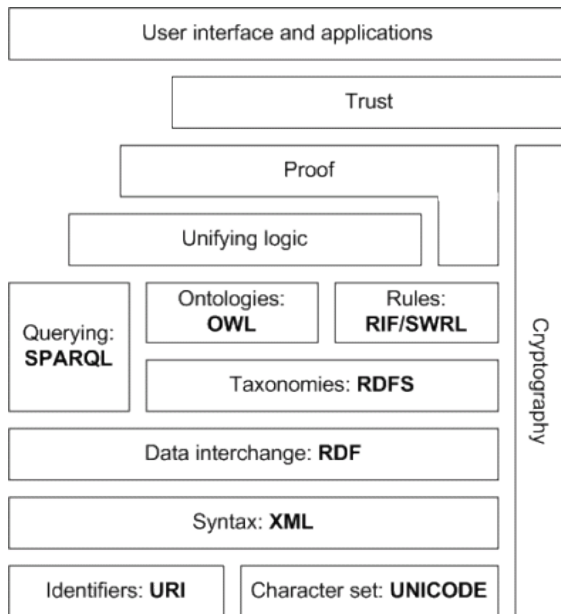 User interface and applications
Trust
Proof
Unifying logic
Querying:
SPARQL
Ontologies:
OWL
Rules:
RIF/SWRL
Taxonomies: RDFS
Cryptography
Data interchange: RDF
Syntax: XML
Identifiers: URI
Character set: UNICODE